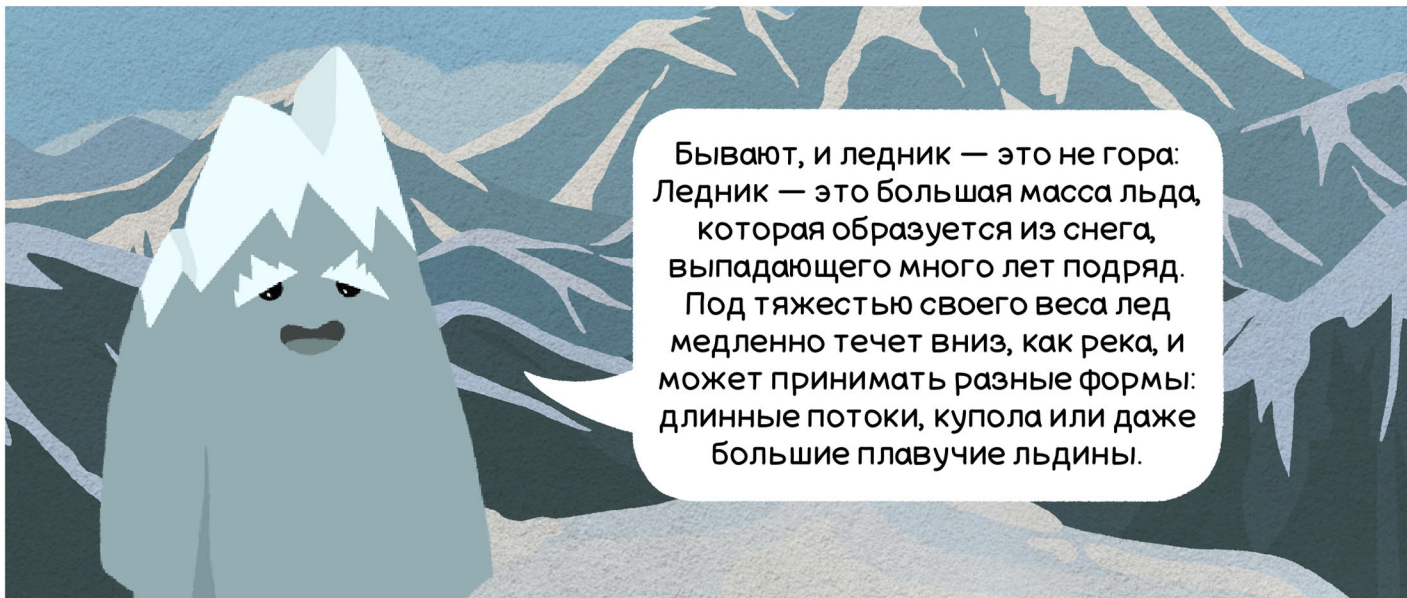 Бывают, и ледник — это не гора:
Ледник — это большая масса льда,
которая образуется из снега,
выпадающего много лет подряд.
Под тяжестью своего веса лед
медленно течет вниз, как река, и
может принимать разные формы:
длинные потоки, купола или даже
большие плавучие льдины.